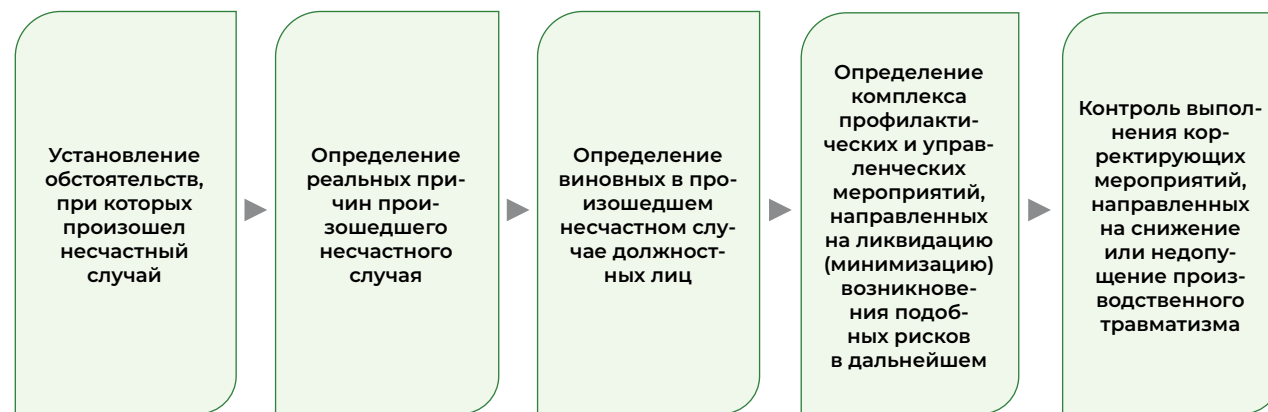 Установление
обстоятельств,
при которых
произошел
несчастный
случай
Определение
реальных при-
чин прои-
зошедшего
несчастного
случая
Определение
виновных в про-
изошедшем
несчастном слу-
чае должност-
ных лиц
Определение
комплекса
профилакти-
ческих и управ-
ленческих
мероприятий,
направленных
на ликвидацию
(минимизацию)
возникнове-
ния подоб-
ных рисков
в дальнейшем
Контроль выпол-
нения кор-
ректирующих
мероприятий,
направленных
на снижение
или недопу-
щение произ-
водственного
травматизма